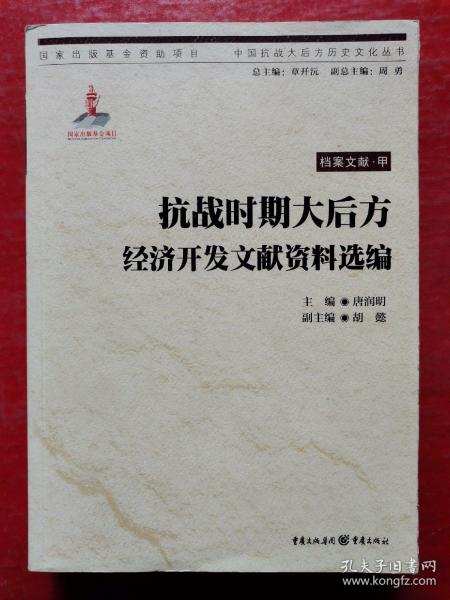 国家出版基金资助项目 中国抗战大后方历史文化丛书
总主编：章开沅 副总主编：周 勇
国家出版基金项目
档案文献·甲
抗战时期大后方
经济开发文献资料选编
主 编 ◉ 唐润明
副主编 ◉ 胡 懿
重庆出版集团 重庆出版社
孔夫子旧书网
www.kongfz.com